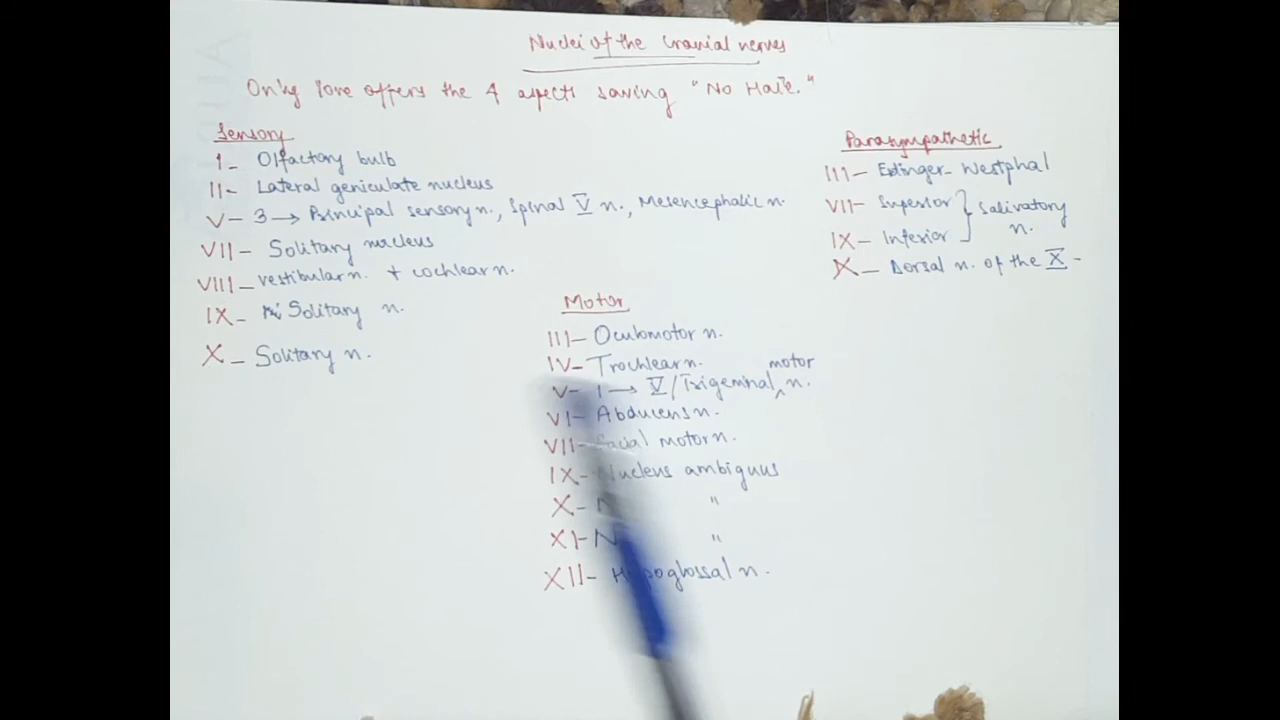 Nuclei of the Cranial nerves
Only love offers the 4 aspects saving "No Hate."
Sensory
I - Olfactory bulb
II - Lateral geniculate nucleus
V - 3 → Principal sensory n., Spinal V n., Mesencephalic n.
VII - Solitary nucleus
VIII - vestibular n. + cochlear n.
IX - Solitary n.
X - Solitary n.
Parasympathetic
III - Edinger-Westphal
VII - Superior } Salivatory
IX - Inferior } n.
X - Dorsal n. of the X -
Motor
III - Oculomotor n.
IV - Trochlear n.
V - 1 → V/Trigeminal motor n.
VI - Abducens n.
VII - Facial motor n.
IX - Nucleus ambiguus
X - N "
XI - N "
XII - Hypoglossal n.